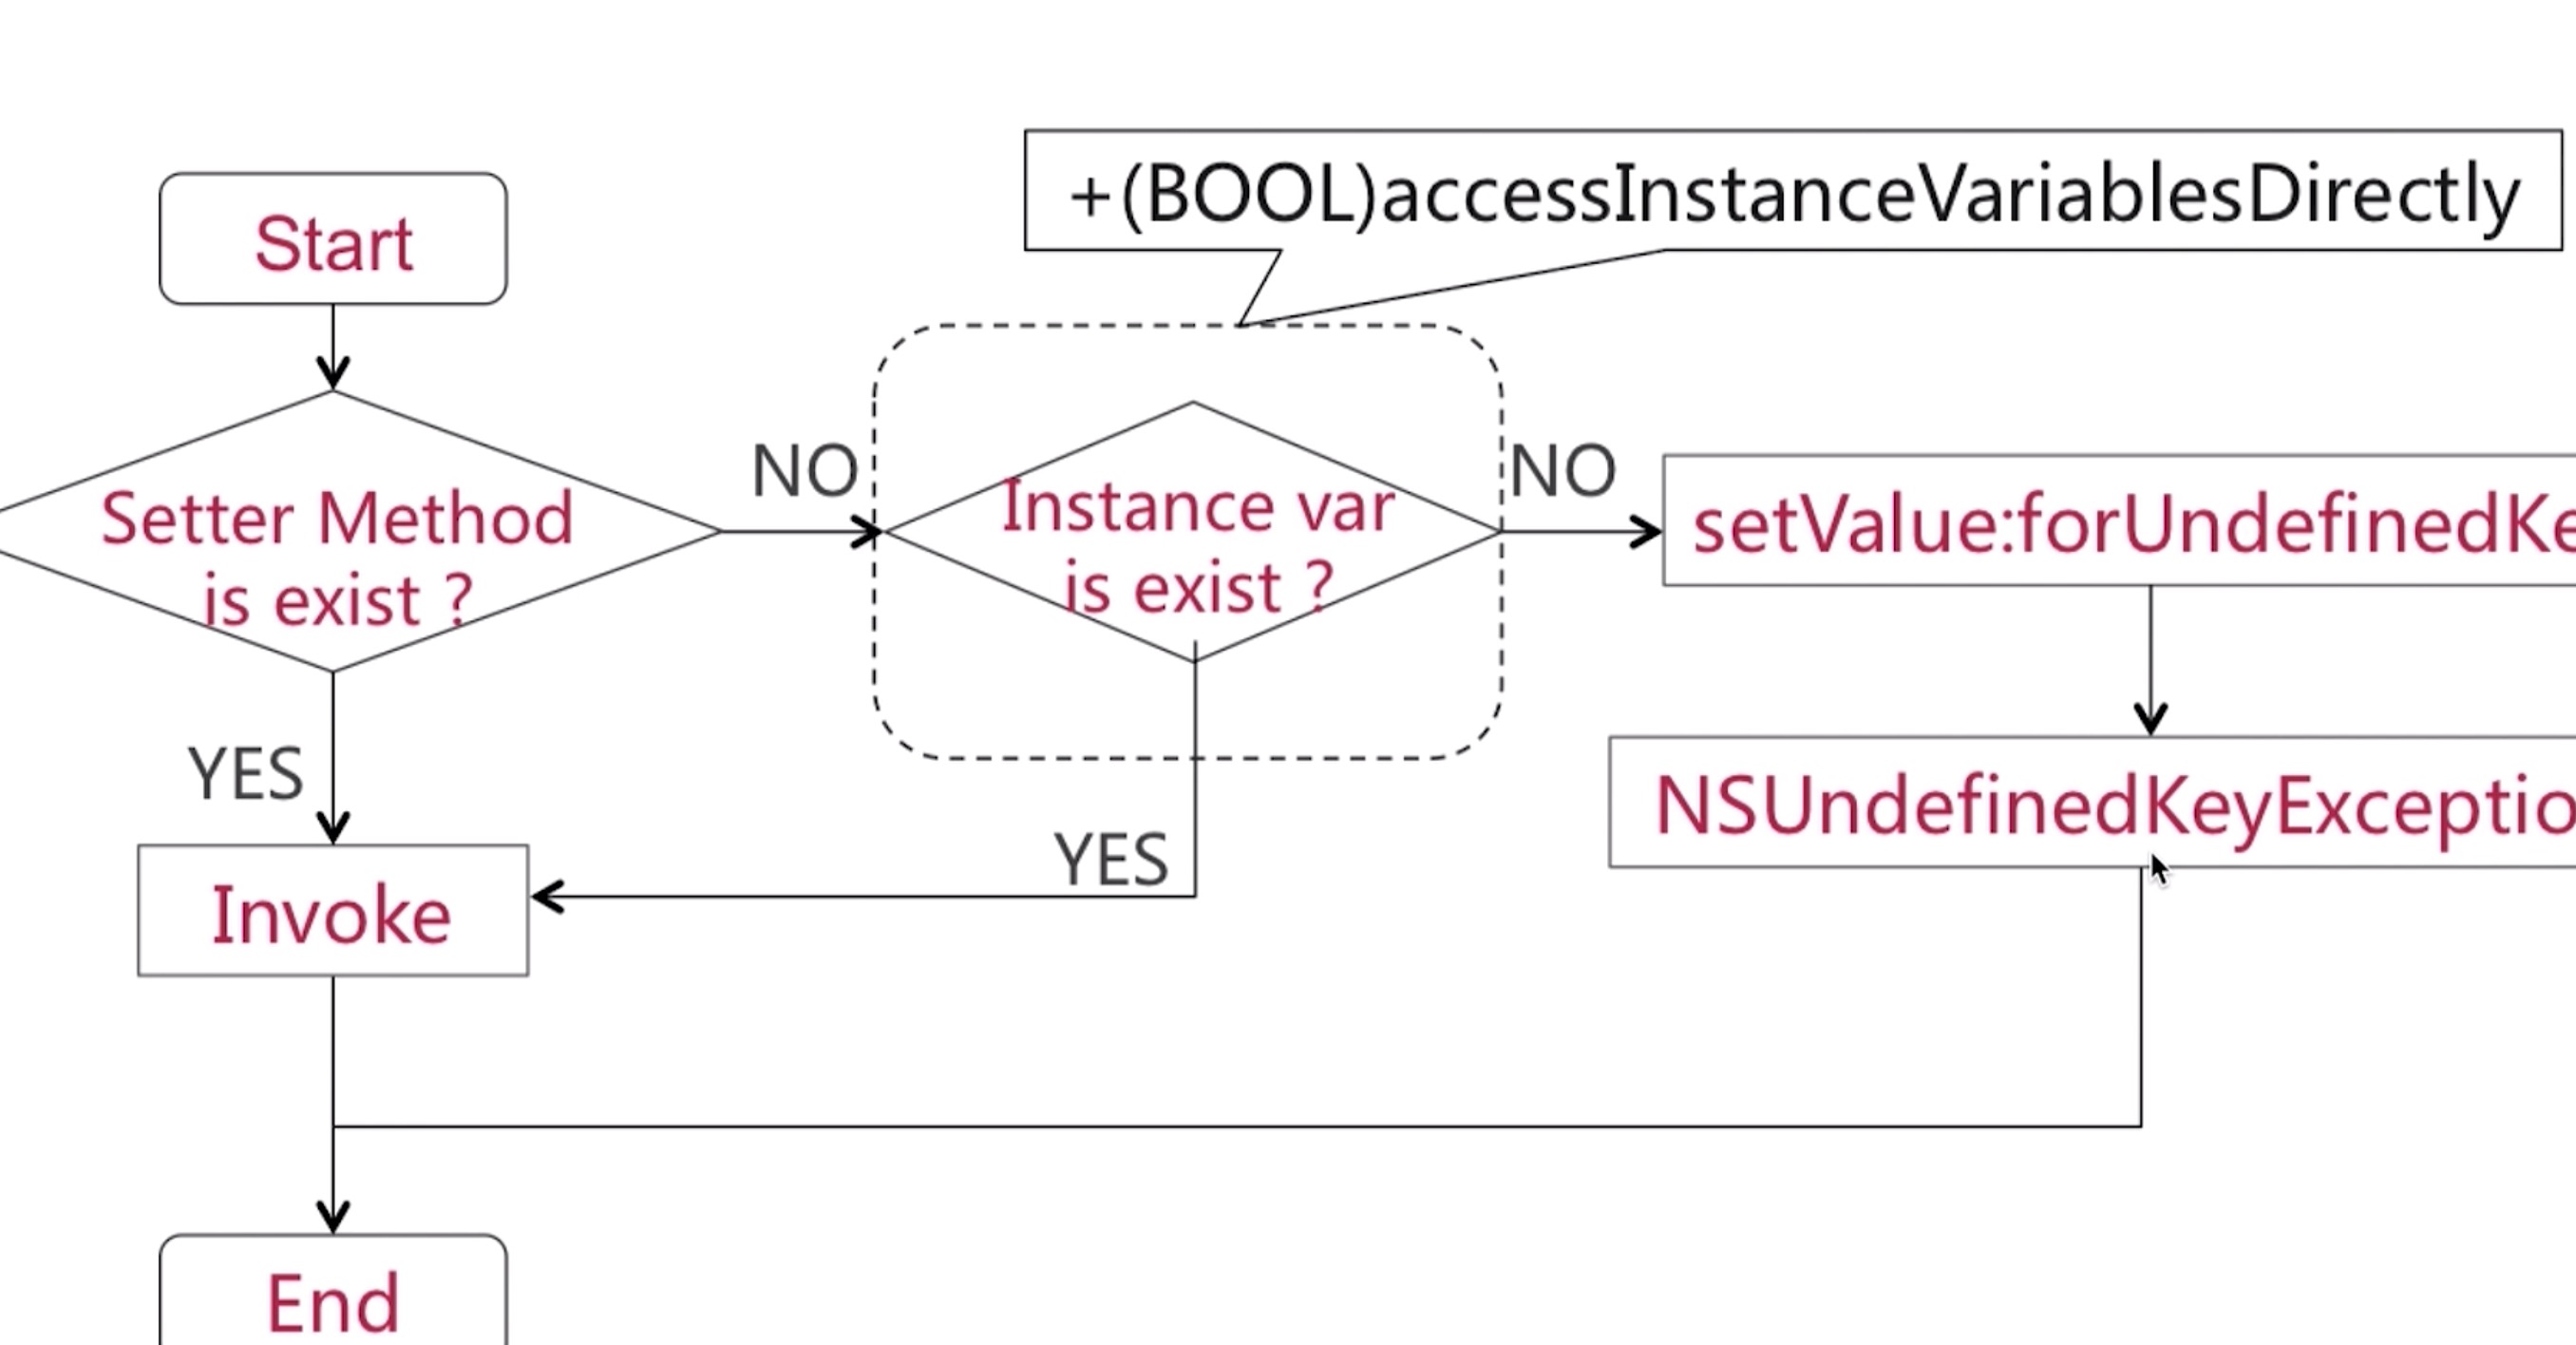 +(BOOL)accessInstanceVariablesDirectly
Start
NO
NO
Setter Method
is exist ?
Instance var
is exist ?
setValue:forUndefinedKe
YES
NSUndefinedKeyExceptio
YES
Invoke
End